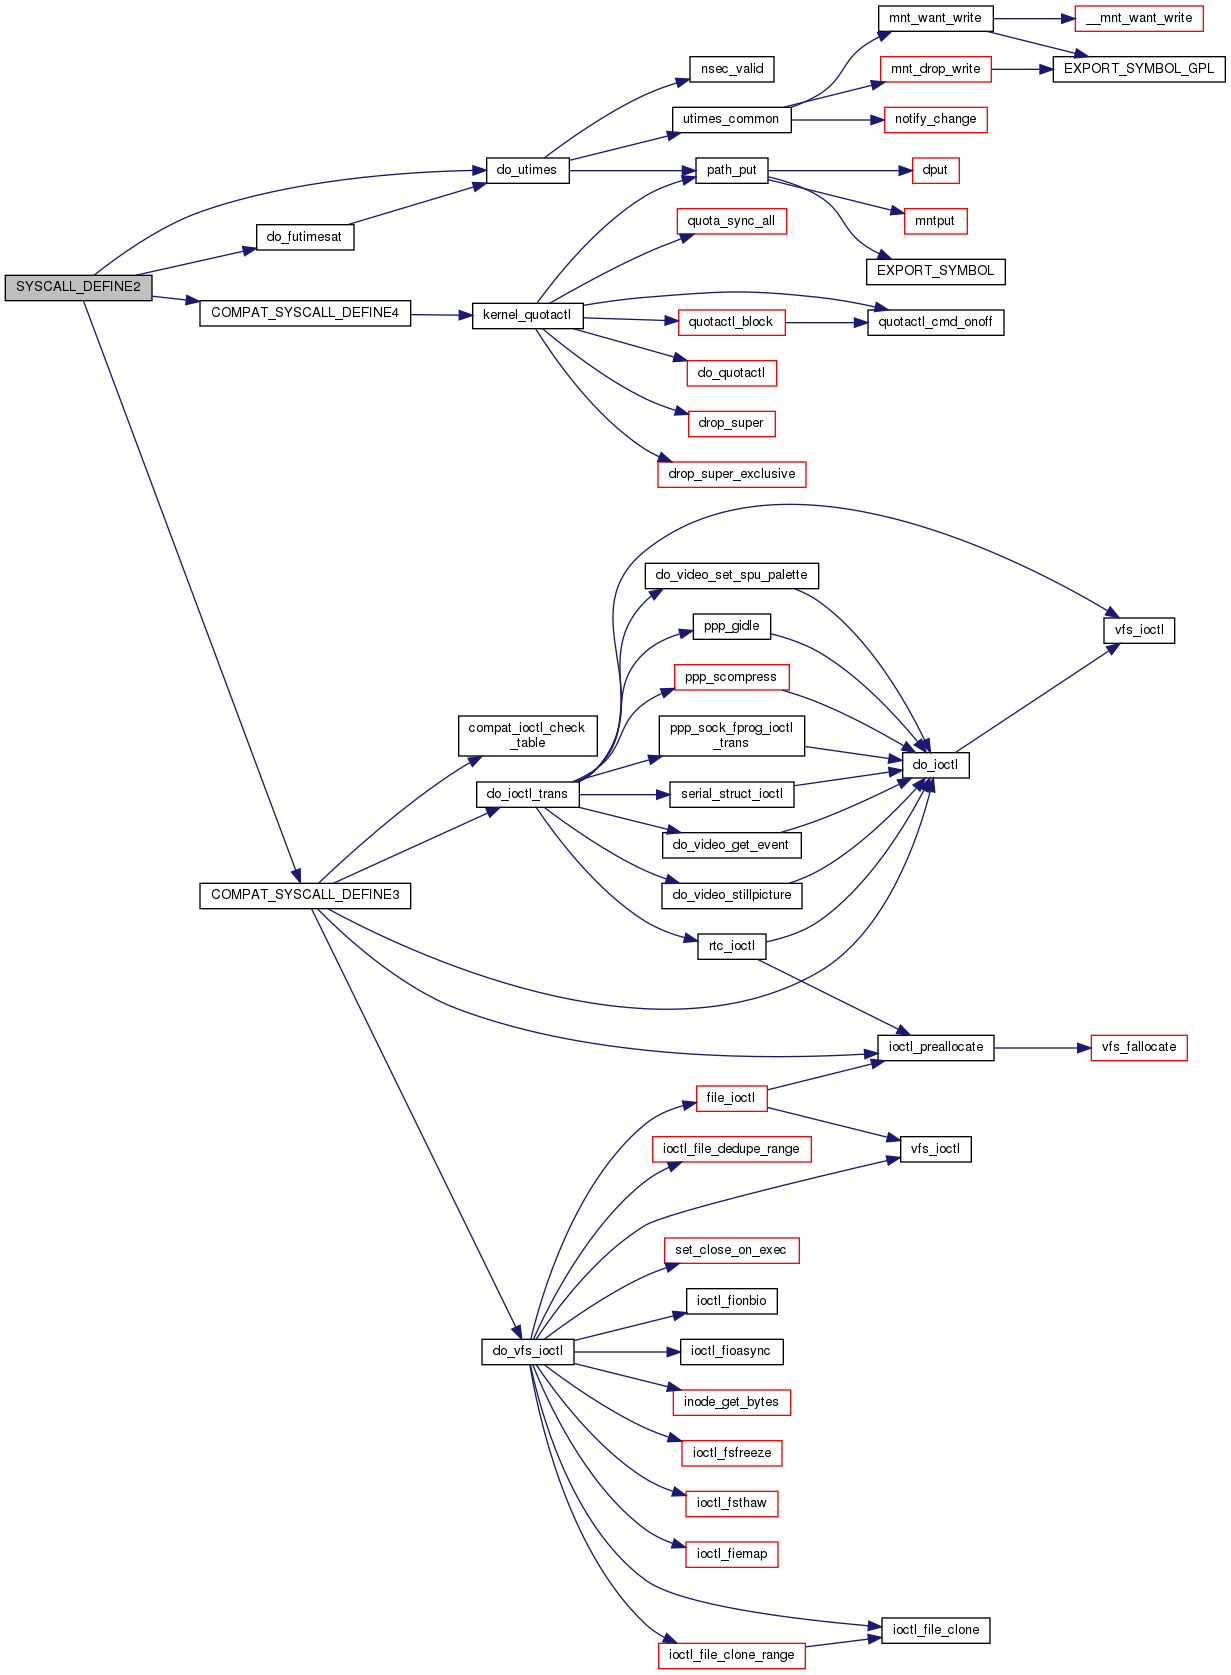 mnt_want_write
__mnt_want_write
nsec_valid
mnt_drop_write
EXPORT_SYMBOL_GPL
utimes_common
notify_change
do_utimes
path_put
dput
quota_sync_all
mntput
do_futimesat
EXPORT_SYMBOL
SYSCALL_DEFINE2
COMPAT_SYSCALL_DEFINE4
kernel_quotactl
quotactl_block
quotactl_cmd_onoff
do_quotactl
drop_super
drop_super_exclusive
do_video_set_spu_palette
ppp_gidle
vfs_ioctl
ppp_scompress
compat_ioctl_check
_table
ppp_sock_fprog_ioctl
_trans
do_ioctl
do_ioctl_trans
serial_struct_ioctl
do_video_get_event
COMPAT_SYSCALL_DEFINE3
do_video_stillpicture
rtc_ioctl
ioctl_preallocate
vfs_fallocate
file_ioctl
ioctl_file_dedupe_range
vfs_ioctl
set_close_on_exec
ioctl_fionbio
do_vfs_ioctl
ioctl_fioasync
inode_get_bytes
ioctl_fsfreeze
ioctl_fsthaw
ioctl_fiemap
ioctl_file_clone
ioctl_file_clone_range